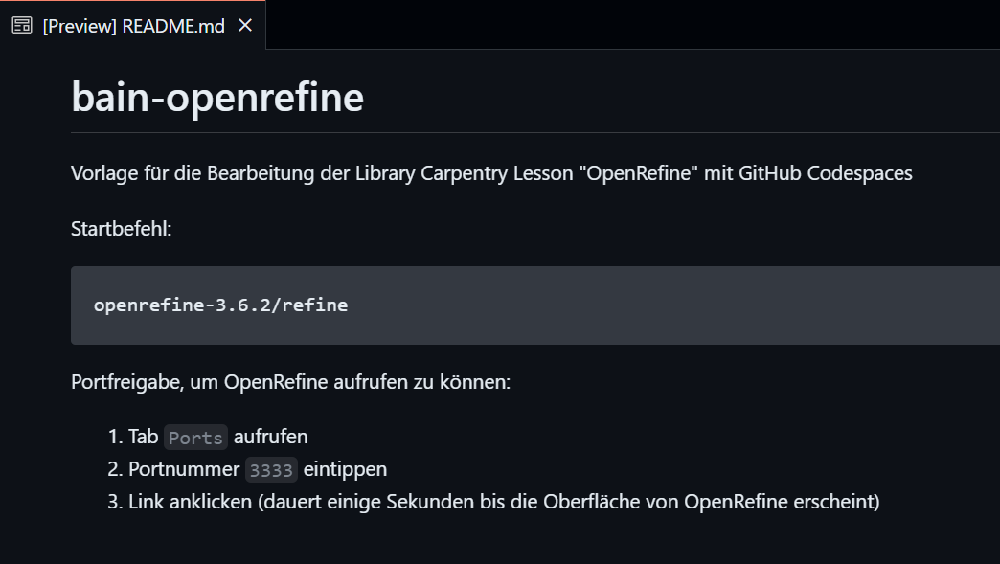 [Preview] README.md
bain-openrefine
Vorlage für die Bearbeitung der Library Carpentry Lesson "OpenRefine" mit GitHub Codespaces
Startbefehl:
openrefine-3.6.2/refine
Portfreigabe, um OpenRefine aufrufen zu können:
1. Tab Ports aufrufen
2. Portnummer 3333 eintippen
3. Link anklicken (dauert einige Sekunden bis die Oberfläche von OpenRefine erscheint)